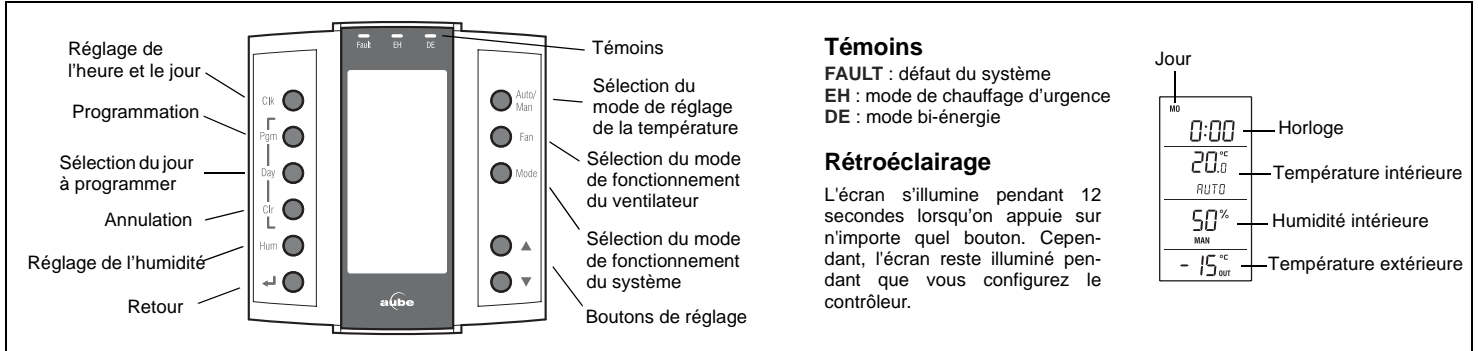 Réglage de
l'heure et le jour
Programmation
Sélection du jour
à programmer
Annulation
Réglage de l'humidité
Retour
Fault EH DE
Clk
Pgm
Day
Clr
Hum
Auto/
Man
Fan
Mode
aube
Témoins
Sélection du
mode de réglage
de la température
Sélection du mode
de fonctionnement
du ventilateur
Sélection du mode
de fonctionnement
du système
Boutons de réglage
Témoins
FAULT : défaut du système
EH : mode de chauffage d'urgence
DE : mode bi-énergie
Rétroéclairage
L'écran s'illumine pendant 12
secondes lorsqu'on appuie sur
n'importe quel bouton. Cepen-
dant, l'écran reste illuminé pen-
dant que vous configurez le
contrôleur.
Jour
MO
0:00
20.0 °C
AUTO
50 %
MAN
- 15 °C OUT
Horloge
Température intérieure
Humidité intérieure
Température extérieure